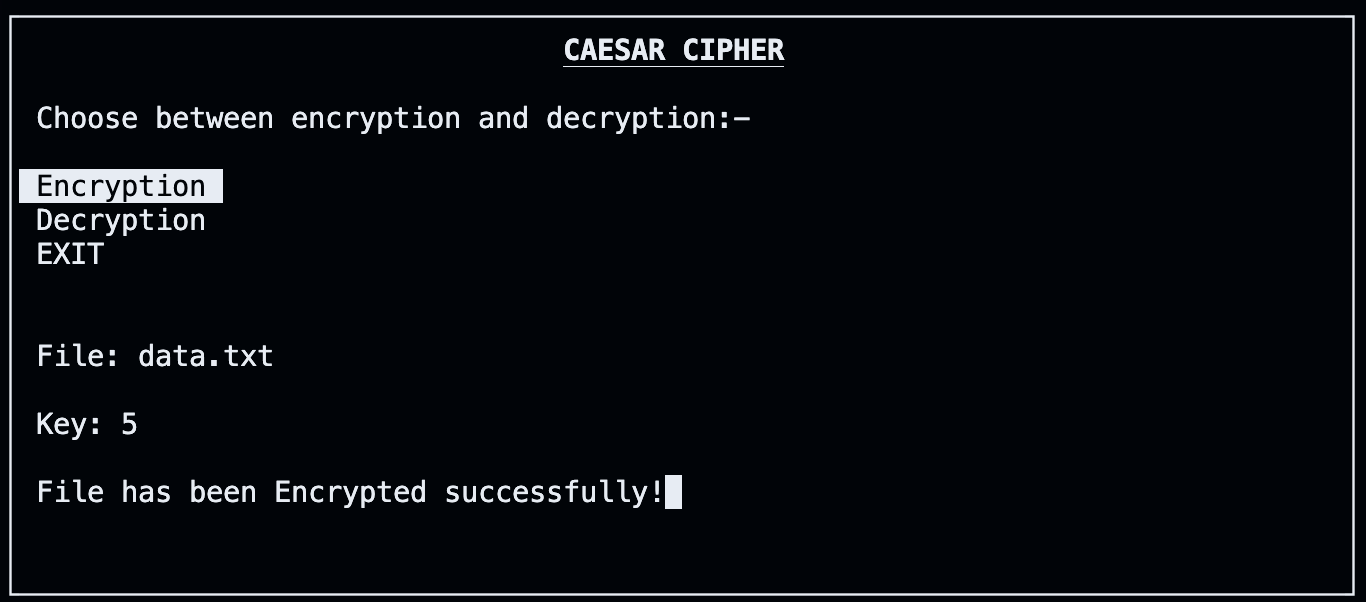 CAESAR CIPHER
Choose between encryption and decryption:—
Encryption
Decryption
EXIT
File: data.txt
Key: 5
File has been Encrypted successfully!